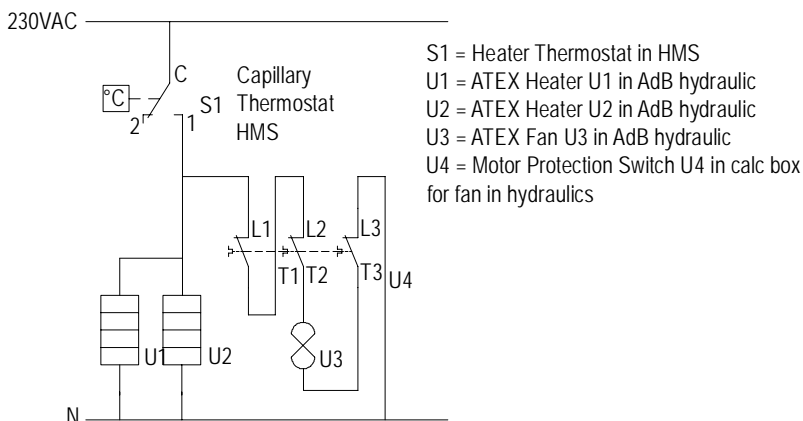 230VAC
C
°C
Capillary
Thermostat
HMS
S1
2
1
S1 = Heater Thermostat in HMS
U1 = ATEX Heater U1 in AdB hydraulic
U2 = ATEX Heater U2 in AdB hydraulic
U3 = ATEX Fan U3 in AdB hydraulic
U4 = Motor Protection Switch U4 in calc box
for fan in hydraulics
L1
L2
L3
T1
T2
T3
U4
U1
U2
U3
N